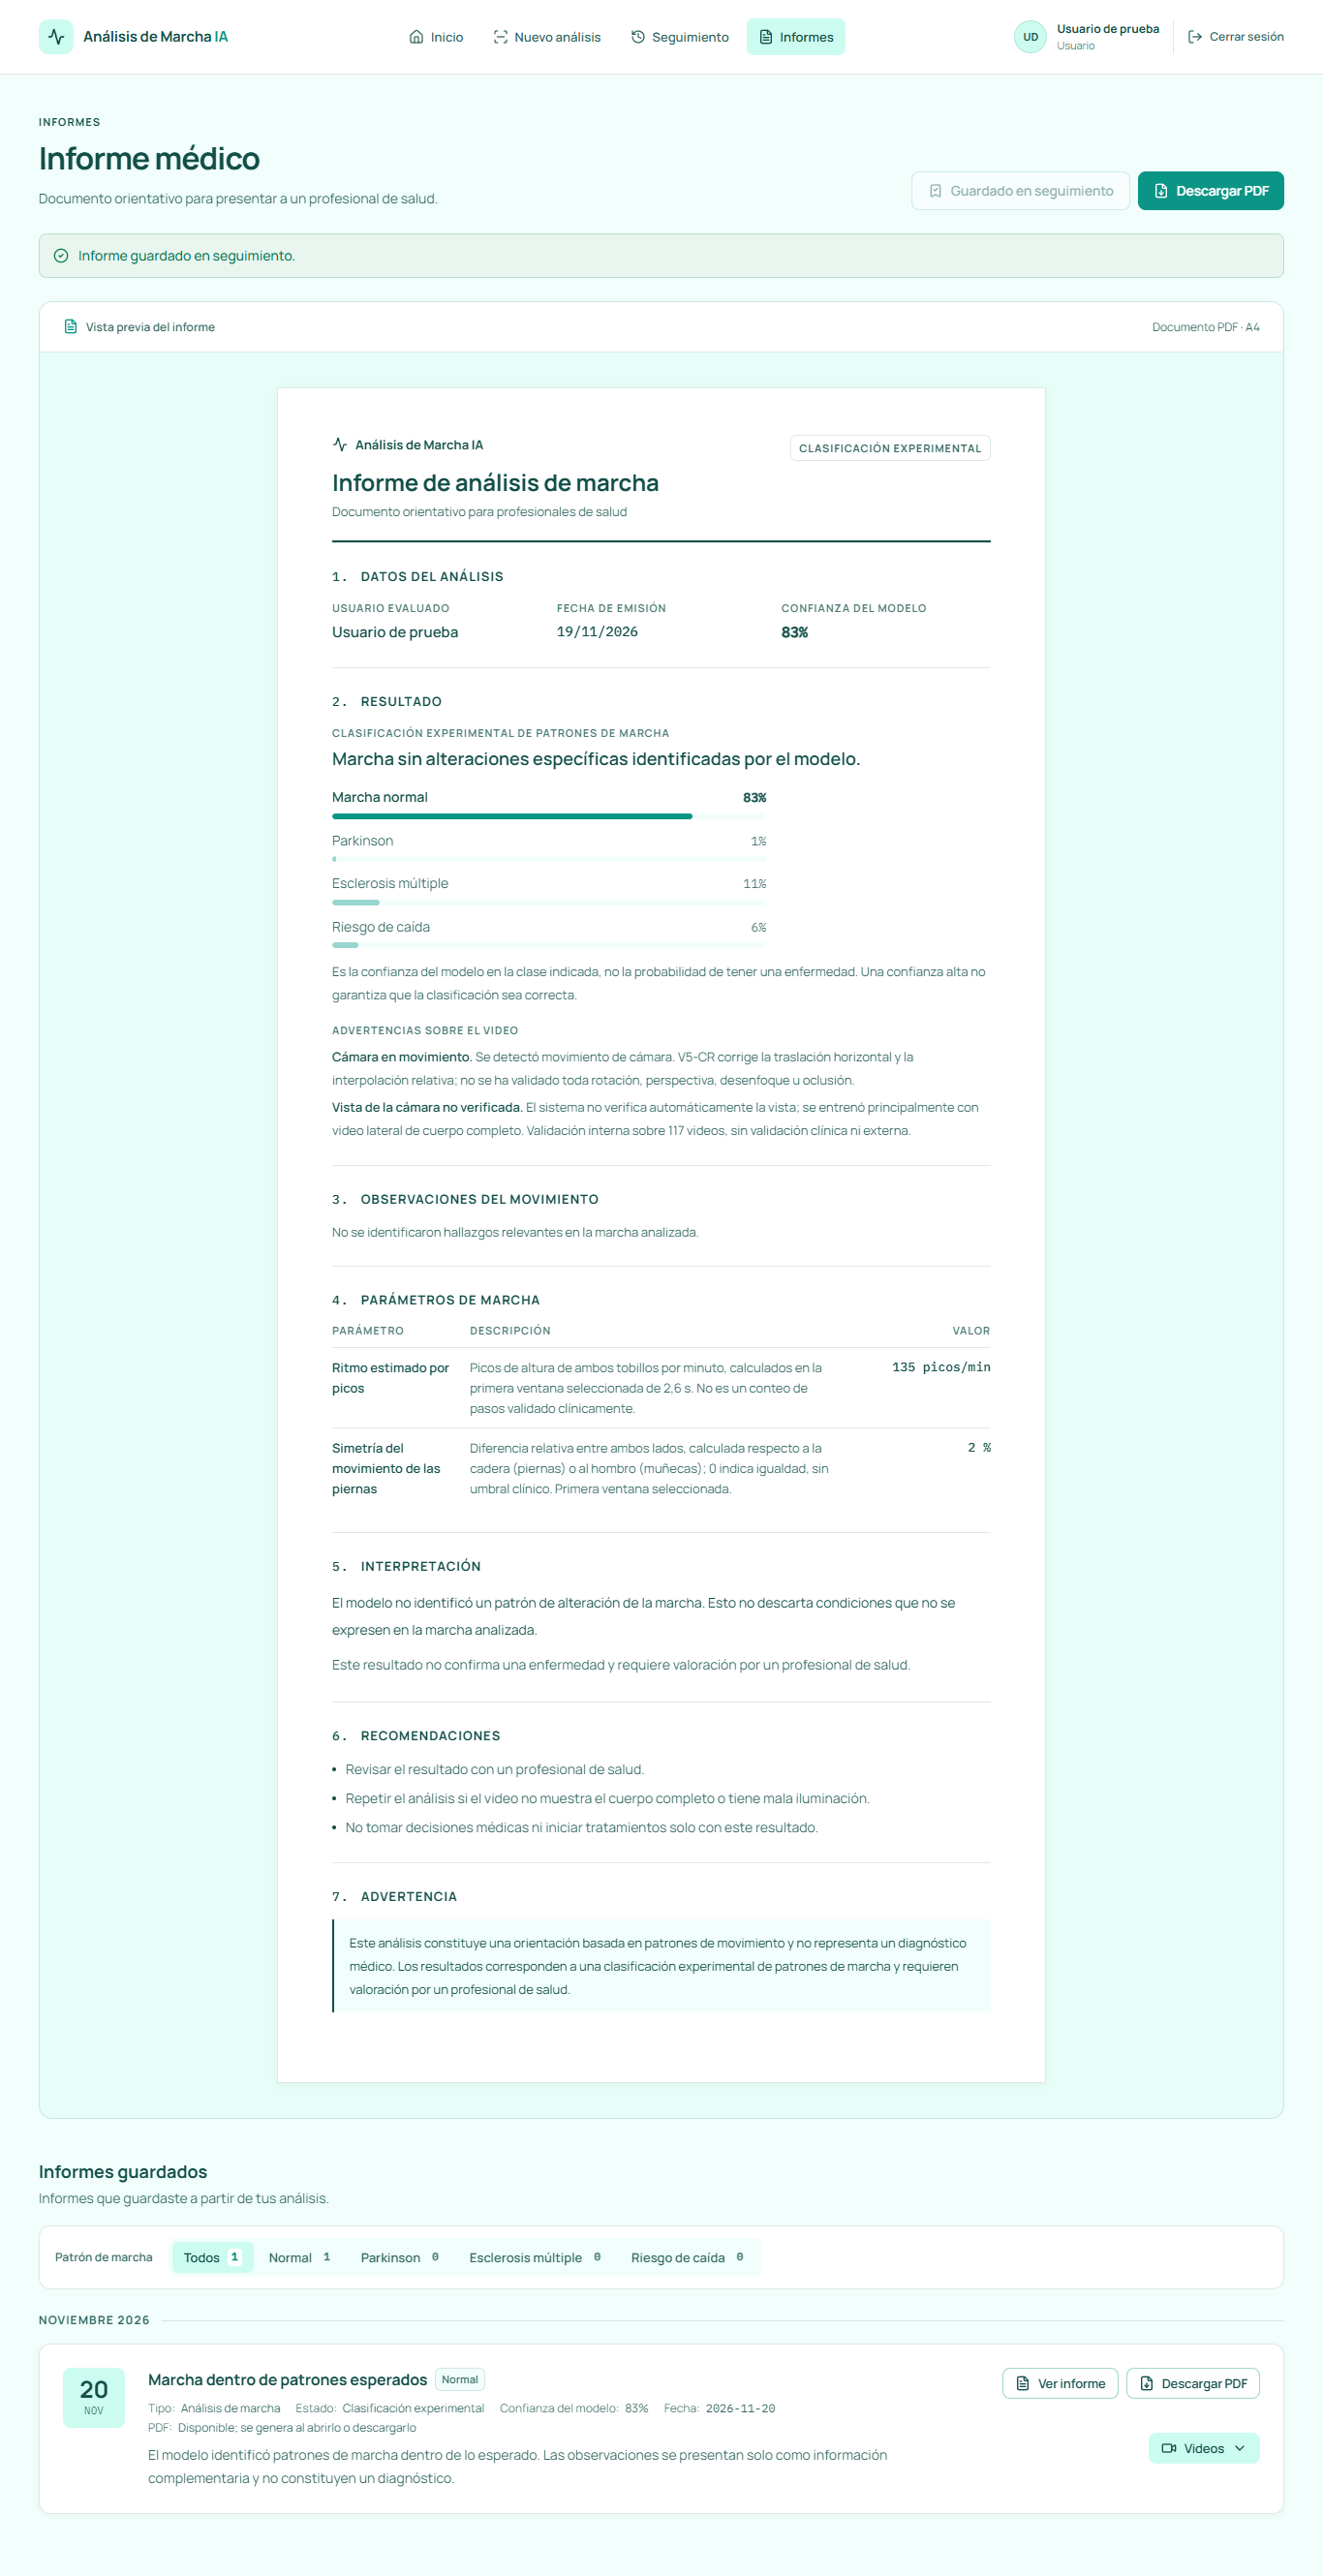 Análisis de Marcha IA
Inicio
Nuevo análisis
Seguimiento
Informes
UD
Usuario de prueba
Usuario
Cerrar sesión
INFORMES
Informe médico
Documento orientativo para presentar a un profesional de salud.
Guardado en seguimiento
Descargar PDF
Informe guardado en seguimiento.
Vista previa del informe
Documento PDF · A4
Análisis de Marcha IA
CLASIFICACIÓN EXPERIMENTAL
Informe de análisis de marcha
Documento orientativo para profesionales de salud
1. DATOS DEL ANÁLISIS
USUARIO EVALUADO
FECHA DE EMISIÓN
CONFIANZA DEL MODELO
Usuario de prueba
19/11/2026
83%
2. RESULTADO
CLASIFICACIÓN EXPERIMENTAL DE PATRONES DE MARCHA
Marcha sin alteraciones específicas identificadas por el modelo.
Marcha normal 83%
Parkinson 1%
Esclerosis múltiple 11%
Riesgo de caída 6%
Es la confianza del modelo en la clase indicada, no la probabilidad de tener una enfermedad. Una confianza alta no
garantiza que la clasificación sea correcta.
ADVERTENCIAS SOBRE EL VIDEO
Cámara en movimiento. Se detectó movimiento de cámara. V5-CR corrige la traslación horizontal y la
interpolación relativa; no se ha validado toda rotación, perspectiva, desenfoque u oclusión.
Vista de la cámara no verificada. El sistema no verifica automáticamente la vista; se entrenó principalmente con
video lateral de cuerpo completo. Validación interna sobre 117 videos, sin validación clínica ni externa.
3. OBSERVACIONES DEL MOVIMIENTO
No se identificaron hallazgos relevantes en la marcha analizada.
4. PARÁMETROS DE MARCHA
PARÁMETRO DESCRIPCIÓN VALOR
Ritmo estimado por Picos de altura de ambos tobillos por minuto, calculados en la 135 picos/min
picos primera ventana seleccionada de 2,6 s. No es un conteo de
pasos validado clínicamente.
Simetría del Diferencia relativa entre ambos lados, calculada respecto a la 2 %
movimiento de las cadera (piernas) o al hombro (muñecas); 0 indica igualdad, sin
piernas umbral clínico. Primera ventana seleccionada.
5. INTERPRETACIÓN
El modelo no identificó un patrón de alteración de la marcha. Esto no descarta condiciones que no se
expresen en la marcha analizada.
Este resultado no confirma una enfermedad y requiere valoración por un profesional de salud.
6. RECOMENDACIONES
• Revisar el resultado con un profesional de salud.
• Repetir el análisis si el video no muestra el cuerpo completo o tiene mala iluminación.
• No tomar decisiones médicas ni iniciar tratamientos solo con este resultado.
7. ADVERTENCIA
Este análisis constituye una orientación basada en patrones de movimiento y no representa un diagnóstico
médico. Los resultados corresponden a una clasificación experimental de patrones de marcha y requieren
valoración por un profesional de salud.
Informes guardados
Informes que guardaste a partir de tus análisis.
Patrón de marcha Todos 1 Normal 1 Parkinson 0 Esclerosis múltiple 0 Riesgo de caída 0
NOVIEMBRE 2026
20
NOV
Marcha dentro de patrones esperados Normal
Tipo: Análisis de marcha Estado: Clasificación experimental Confianza del modelo: 83% Fecha: 2026-11-20
PDF: Disponible; se genera al abrirlo o descargarlo
El modelo identificó patrones de marcha dentro de lo esperado. Las observaciones se presentan solo como información
complementaria y no constituyen un diagnóstico.
Ver informe
Descargar PDF
Videos